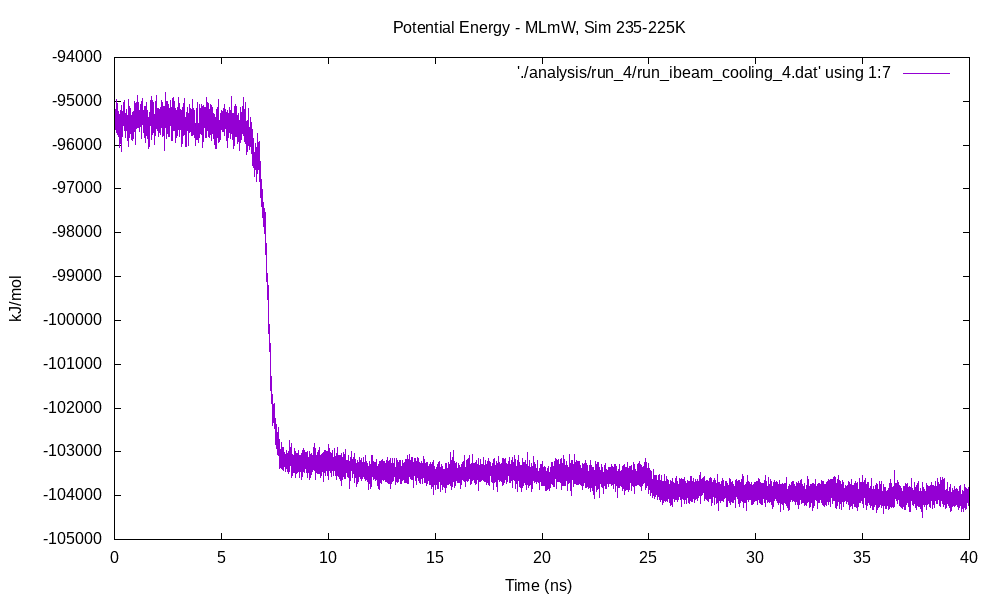 Potential Energy - MLmW, Sim 235-225K
'./analysis/run_4/run_ibeam_cooling_4.dat' using 1:7
-94000
-95000
-96000
-97000
-98000
-99000
-100000
-101000
-102000
-103000
-104000
-105000
kJ/mol
0 5 10 15 20 25 30 35 40
Time (ns)